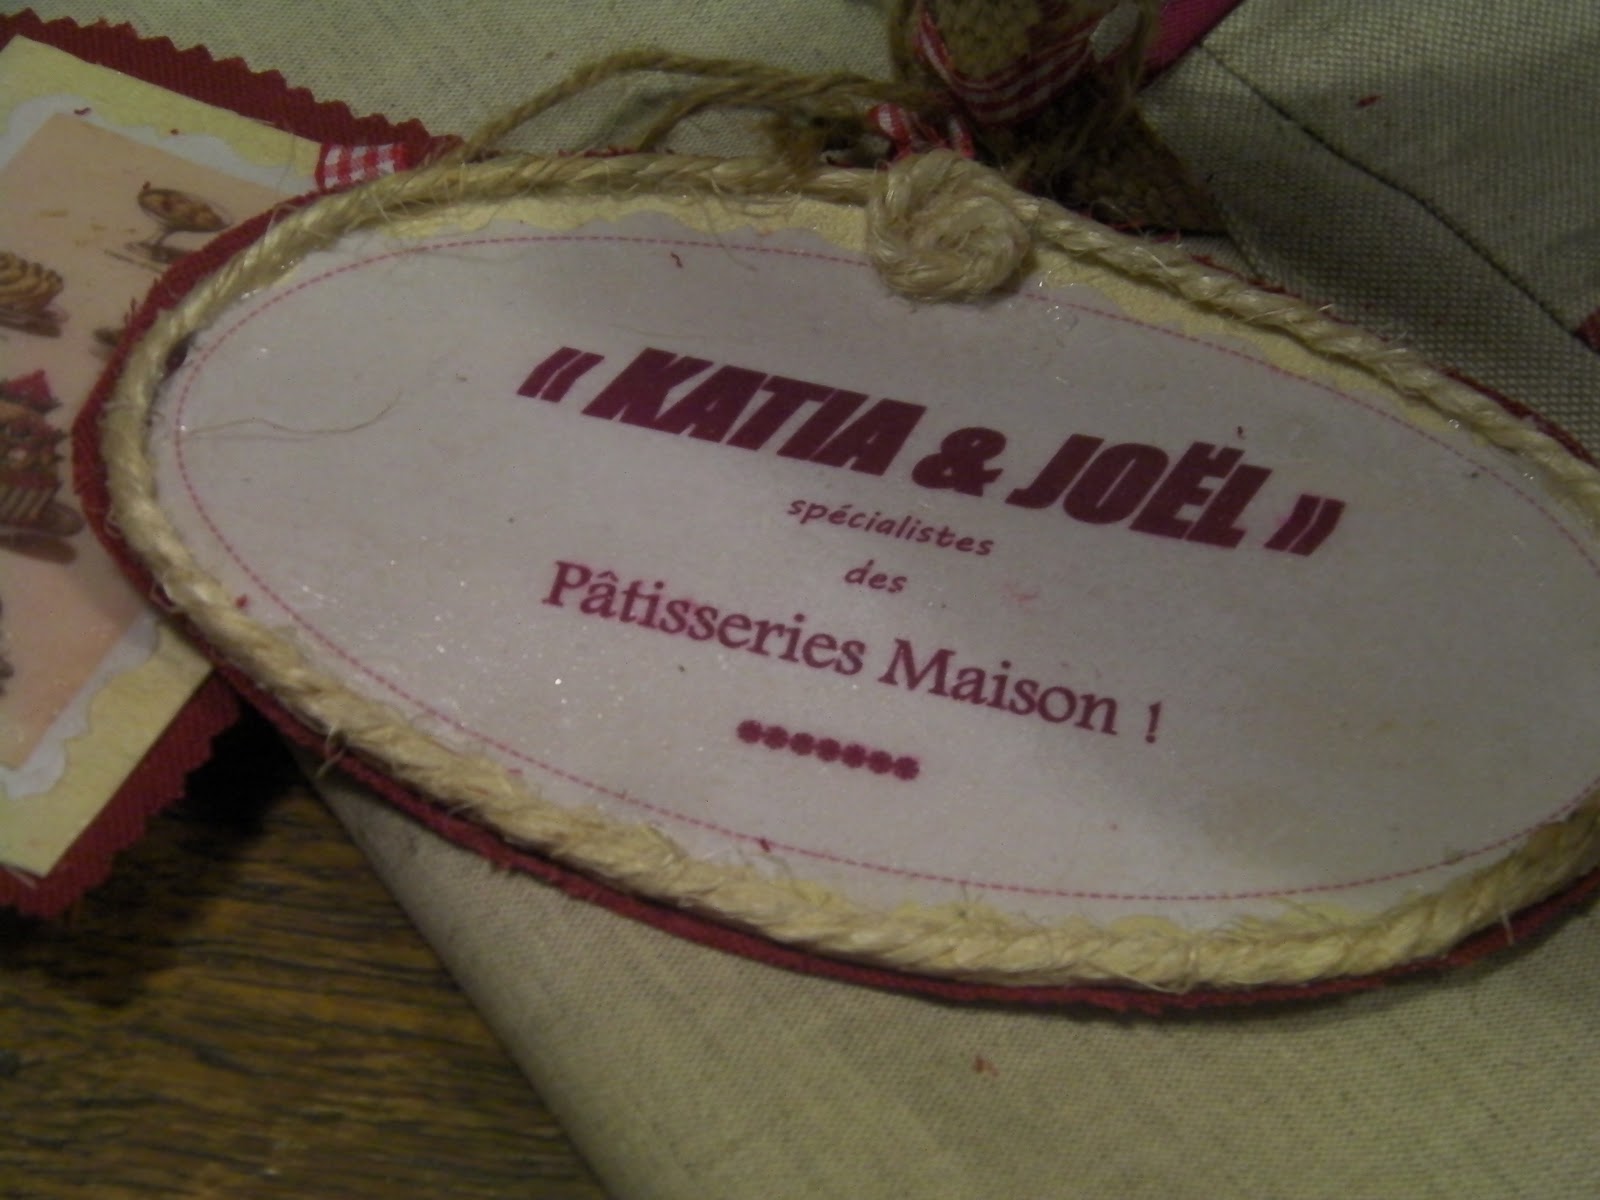 « KATIA & JOËL »
spécialistes
des
Pâtisseries Maison !